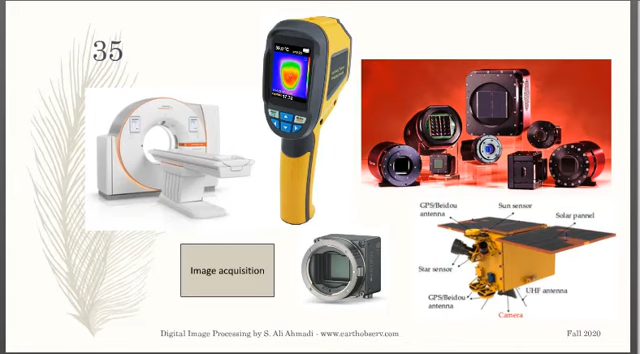 35
GPS/Beidou
antenna
Sun sensor
Solar pannel
Star sensor
GPS/Beidou
antenna
UHF antenna
Camera
Image acquisition
Digital Image Processing by S. Ali Ahmadi - www.earthobserv.com
Fall 2020